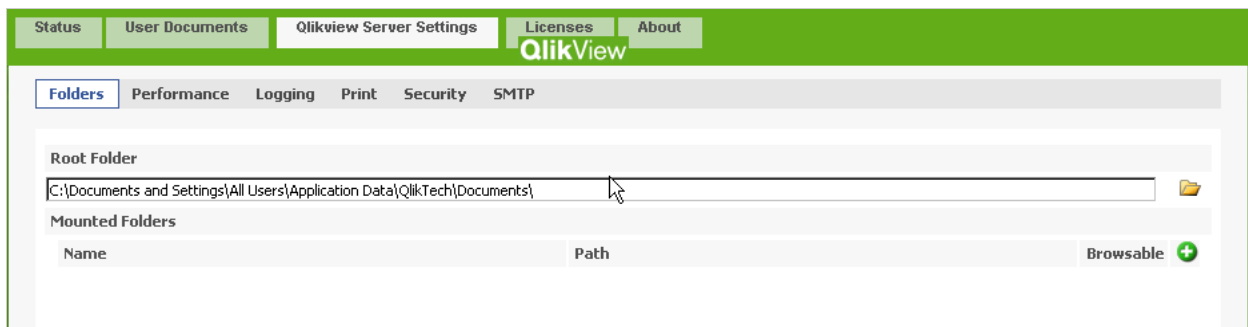 Status User Documents Qlikview Server Settings Licenses About
QlikView
Folders Performance Logging Print Security SMTP
Root Folder
C:\Documents and Settings\All Users\Application Data\QlikTech\Documents\
Mounted Folders
Name Path Browsable